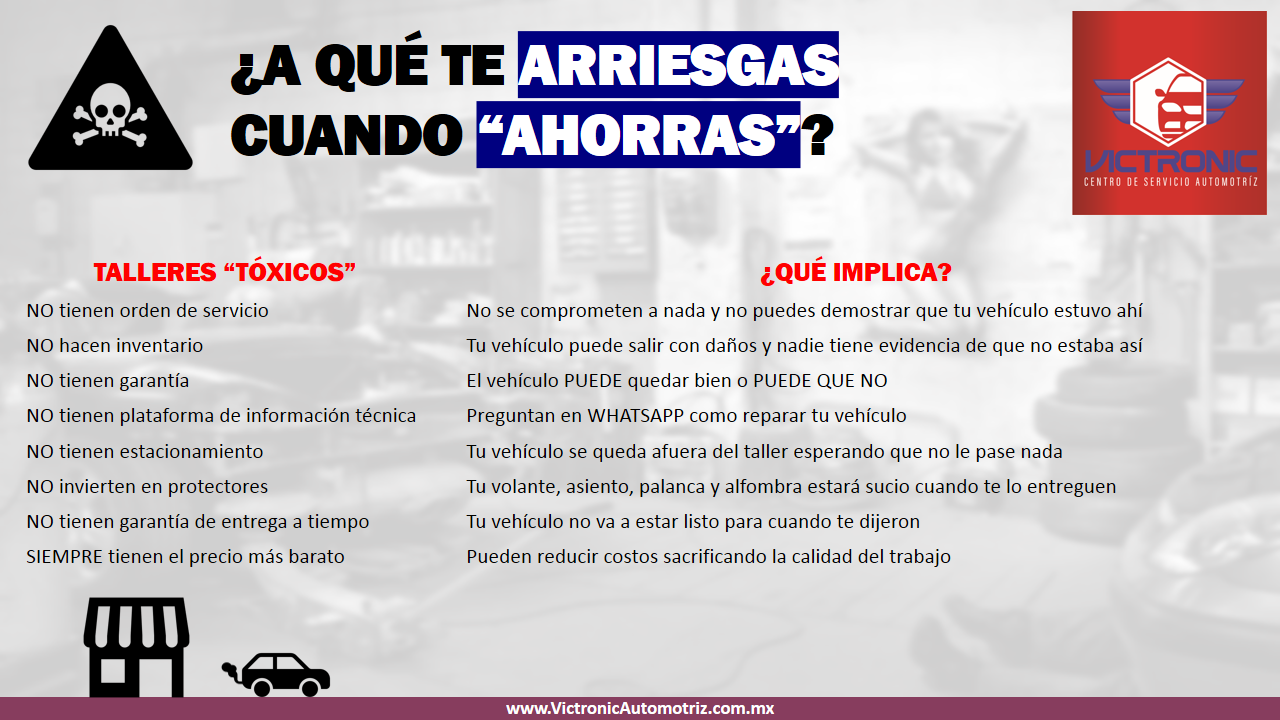 ¿A QUÉ TE ARRIESGAS
CUANDO “AHORRAS”?
VICTRONIC
CENTRO DE SERVICIO AUTOMOTRÍZ
TALLERES “TÓXICOS”
¿QUÉ IMPLICA?
NO tienen orden de servicio
No se comprometen a nada y no puedes demostrar que tu vehículo estuvo ahí
NO hacen inventario
Tu vehículo puede salir con daños y nadie tiene evidencia de que no estaba así
NO tienen garantía
El vehículo PUEDE quedar bien o PUEDE QUE NO
NO tienen plataforma de información técnica
Preguntan en WHATSAPP como reparar tu vehículo
NO tienen estacionamiento
Tu vehículo se queda afuera del taller esperando que no le pase nada
NO invierten en protectores
Tu volante, asiento, palanca y alfombra estará sucio cuando te lo entreguen
NO tienen garantía de entrega a tiempo
Tu vehículo no va a estar listo para cuando te dijeron
SIEMPRE tienen el precio más barato
Pueden reducir costos sacrificando la calidad del trabajo
www.VictronicAutomotriz.com.mx